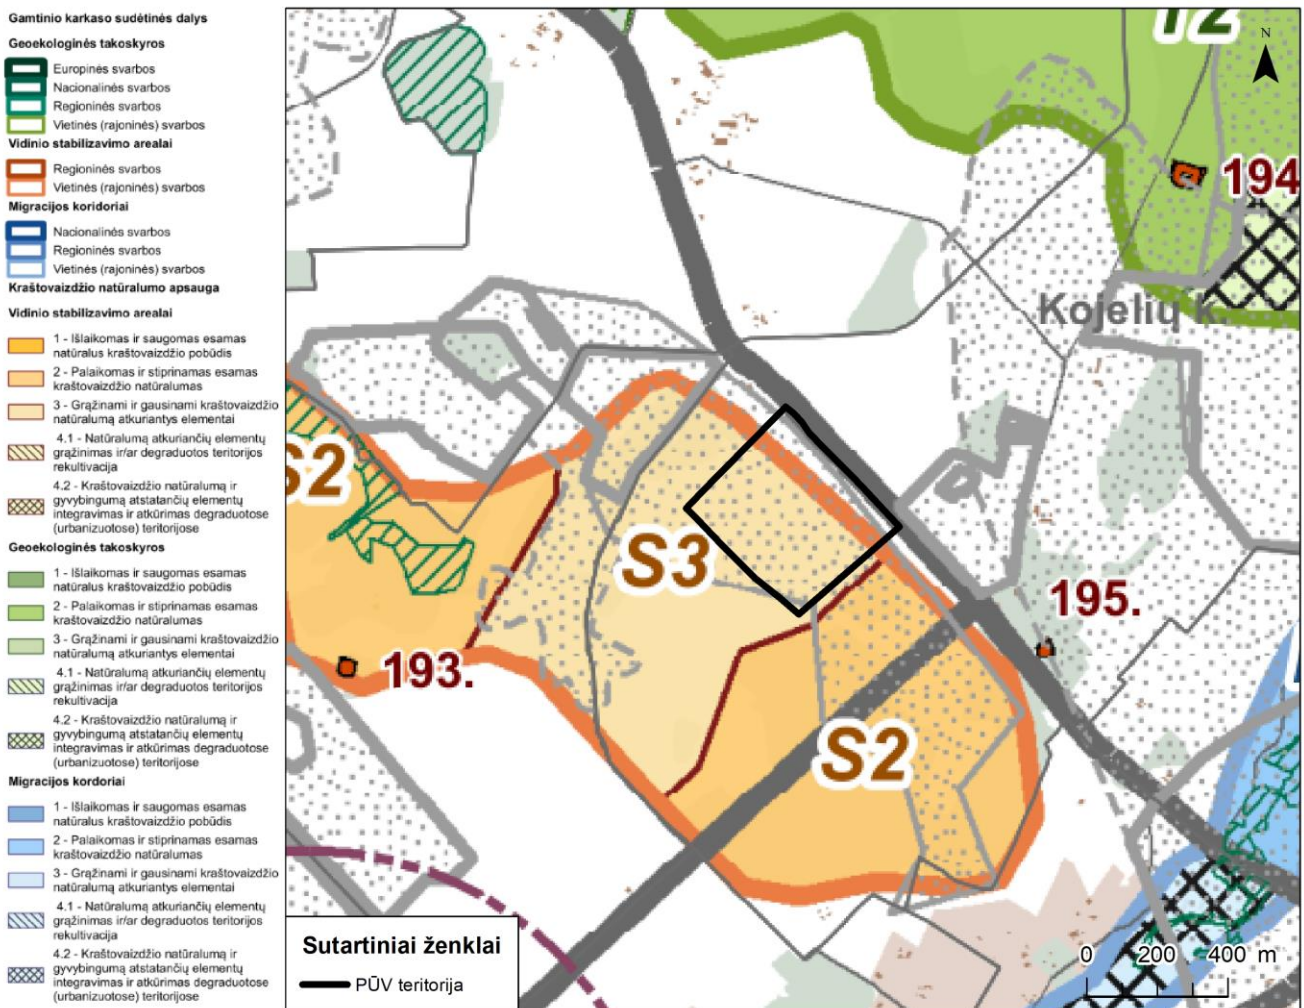 Gamtinio karkaso sudėtinės dalys
Geoekologinės takoskyros
Europinės svarbos
Nacionalinės svarbos
Regioninės svarbos
Vietinės (rajoninės) svarbos
Vidinio stabilizavimo arealai
Regioninės svarbos
Vietinės (rajoninės) svarbos
Migracijos koridoriai
Nacionalinės svarbos
Regioninės svarbos
Vietinės (rajoninės) svarbos
Kraštovaizdžio natūralumo apsauga
Vidinio stabilizavimo arealai
1 - Išlaikomas ir saugomas esamas
natūralus kraštovaizdžio pobūdis
2 - Palaikomas ir stiprinamas esamas
kraštovaizdžio natūralumas
3 - Grąžinami ir gausinami kraštovaizdžio
natūralumą atkuriantys elementai
4.1 - Natūralumą atkuriančių elementų
grąžinimas ir/ar degraduotos teritorijos
rekultivacija
4.2 - Kraštovaizdžio natūralumą ir
gyvybingumą atstatančių elementų
integravimas ir atkūrimas degraduotose
(urbanizuotose) teritorijose
Geoekologinės takoskyros
1 - Išlaikomas ir saugomas esamas
natūralus kraštovaizdžio pobūdis
2 - Palaikomas ir stiprinamas esamas
kraštovaizdžio natūralumas
3 - Grąžinami ir gausinami kraštovaizdžio
natūralumą atkuriantys elementai
4.1 - Natūralumą atkuriančių elementų
grąžinimas ir/ar degraduotos teritorijos
rekultivacija
4.2 - Kraštovaizdžio natūralumą ir
gyvybingumą atstatančių elementų
integravimas ir atkūrimas degraduotose
(urbanizuotose) teritorijose
Migracijos kordoriai
1 - Išlaikomas ir saugomas esamas
natūralus kraštovaizdžio pobūdis
2 - Palaikomas ir stiprinamas esamas
kraštovaizdžio natūralumas
3 - Grąžinami ir gausinami kraštovaizdžio
natūralumą atkuriantys elementai
4.1 - Natūralumą atkuriančių elementų
grąžinimas ir/ar degraduotos teritorijos
rekultivacija
4.2 - Kraštovaizdžio natūralumą ir
gyvybingumą atstatančių elementų
integravimas ir atkūrimas degraduotose
(urbanizuotose) teritorijose
N
194
Kojelių k.
S2
S3
195.
193.
S2
Sutartiniai ženklai
PŪV teritorija
0 200 400 m